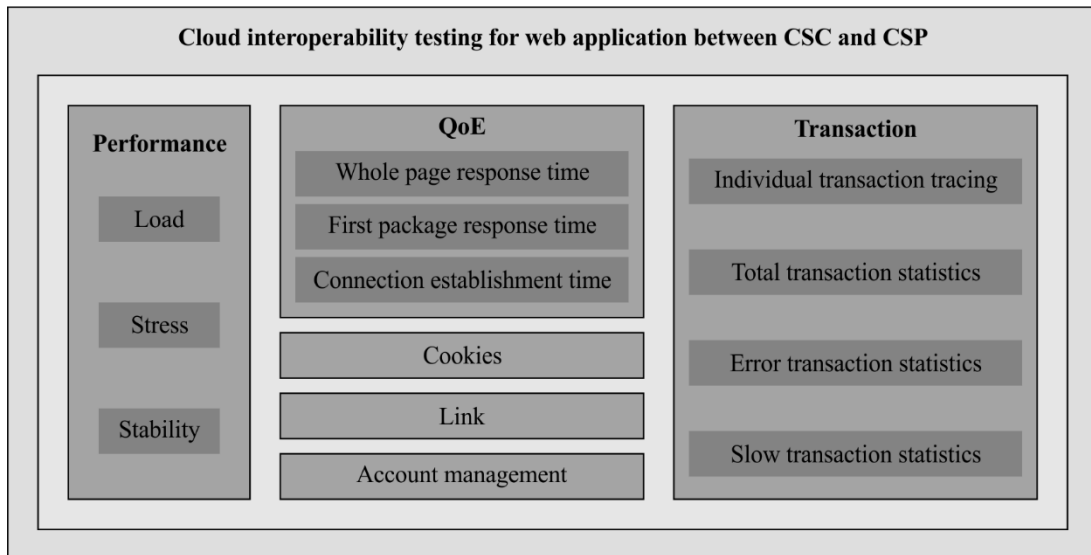 Cloud interoperability testing for web application between CSC and CSP
Performance
Load
Stress
Stability
QoE
Whole page response time
First package response time
Connection establishment time
Cookies
Link
Account management
Transaction
Individual transaction tracing
Total transaction statistics
Error transaction statistics
Slow transaction statistics